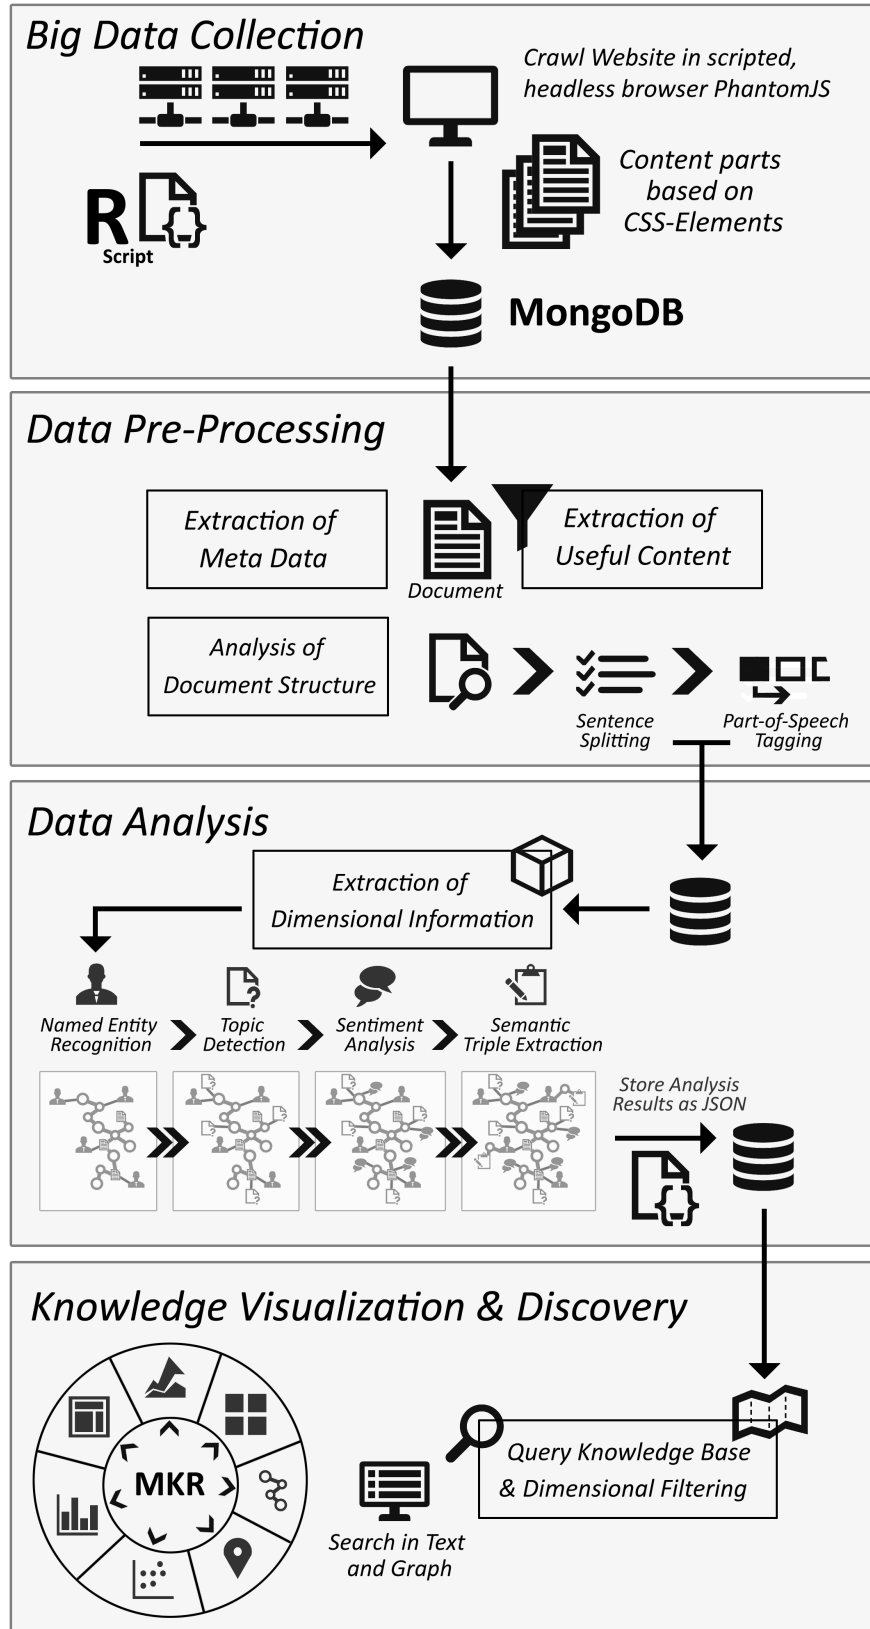 Big Data Collection
Crawl Website in scripted,
headless browser PhantomJS
Content parts
based on
CSS-Elements
R
Script
{}
MongoDB
Data Pre-Processing
Extraction of
Meta Data
Document
Extraction of
Useful Content
Analysis of
Document Structure
Sentence
Splitting
Part-of-Speech
Tagging
Data Analysis
Extraction of
Dimensional Information
Named Entity
Recognition
Topic
Detection
Sentiment
Analysis
Semantic
Triple Extraction
Store Analysis
Results as JSON
{}
Knowledge Visualization & Discovery
MKR
Query Knowledge Base
& Dimensional Filtering
Search in Text
and Graph